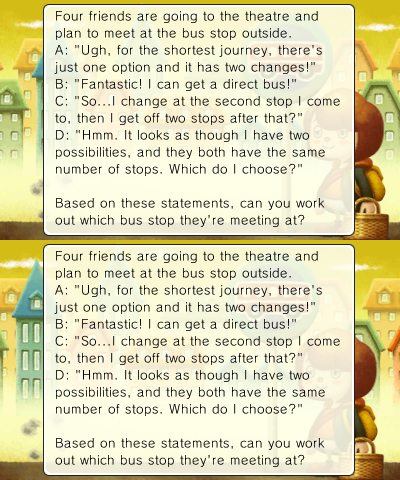 Four friends are going to the theatre and
plan to meet at the bus stop outside.
A: "Ugh, for the shortest journey, there's
just one option and it has two changes!"
B: "Fantastic! I can get a direct bus!"
C: "So...I change at the second stop I come
to, then I get off two stops after that?"
D: "Hmm. It looks as though I have two
possibilities, and they both have the same
number of stops. Which do I choose?"
Based on these statements, can you work
out which bus stop they're meeting at?
Four friends are going to the theatre and
plan to meet at the bus stop outside.
A: "Ugh, for the shortest journey, there's
just one option and it has two changes!"
B: "Fantastic! I can get a direct bus!"
C: "So...I change at the second stop I come
to, then I get off two stops after that?"
D: "Hmm. It looks as though I have two
possibilities, and they both have the same
number of stops. Which do I choose?"
Based on these statements, can you work
out which bus stop they're meeting at?